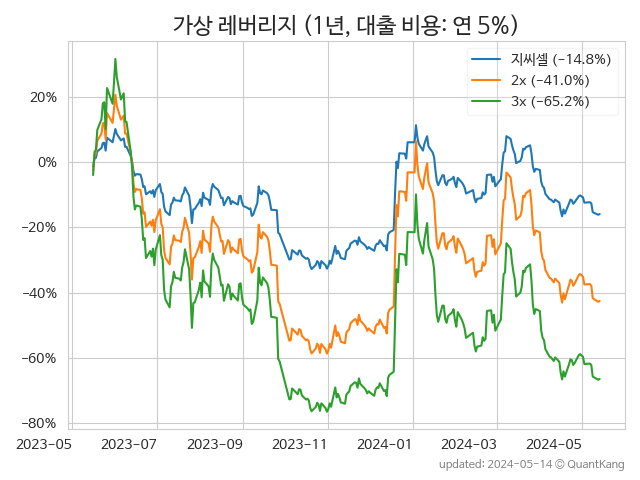 가상 레버리지 (1년, 대출 비용: 연 5%)
지씨셀 (-14.8%)
2x (-41.0%)
3x (-65.2%)
20%
0%
−20%
−40%
−60%
−80%
2023-05 2023-07 2023-09 2023-11 2024-01 2024-03 2024-05
updated: 2024-05-14 © QuantKang